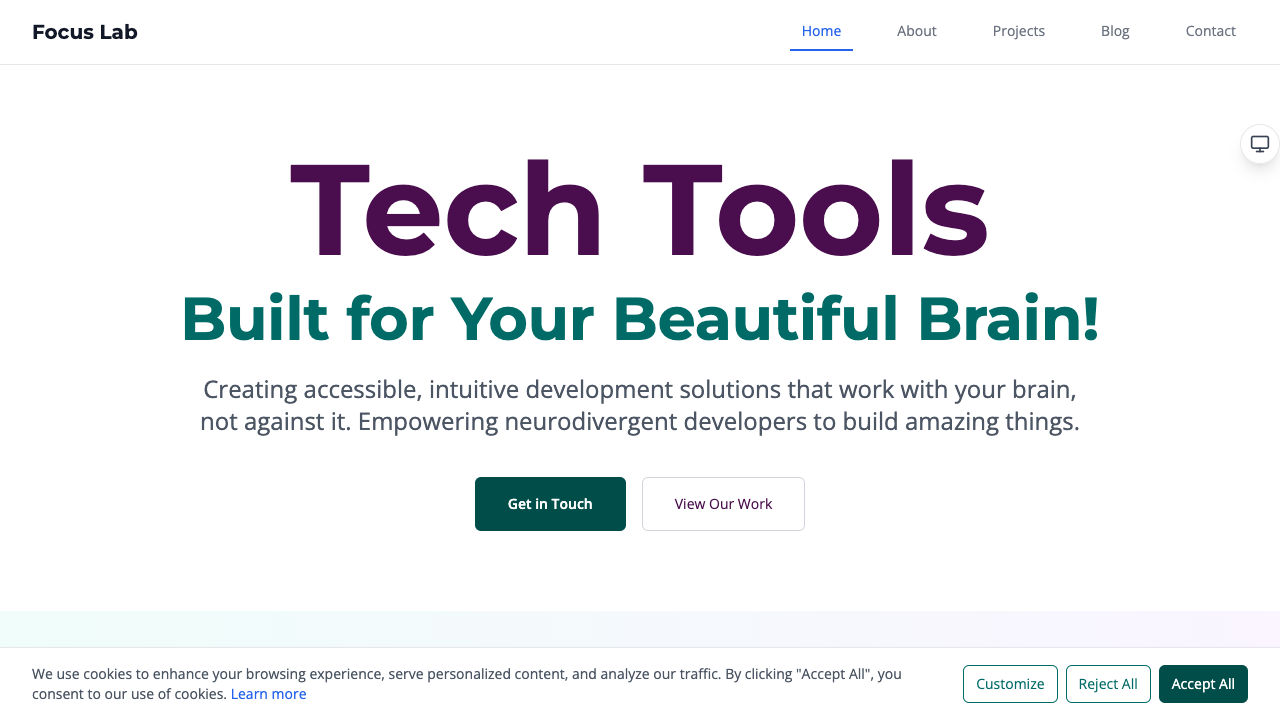 Focus Lab
Home
About
Projects
Blog
Contact
Tech Tools
Built for Your Beautiful Brain!
Creating accessible, intuitive development solutions that work with your brain,
not against it. Empowering neurodivergent developers to build amazing things.
Get in Touch
View Our Work
We use cookies to enhance your browsing experience, serve personalized content, and analyze our traffic. By clicking "Accept All", you
consent to our use of cookies. Learn more
Customize
Reject All
Accept All